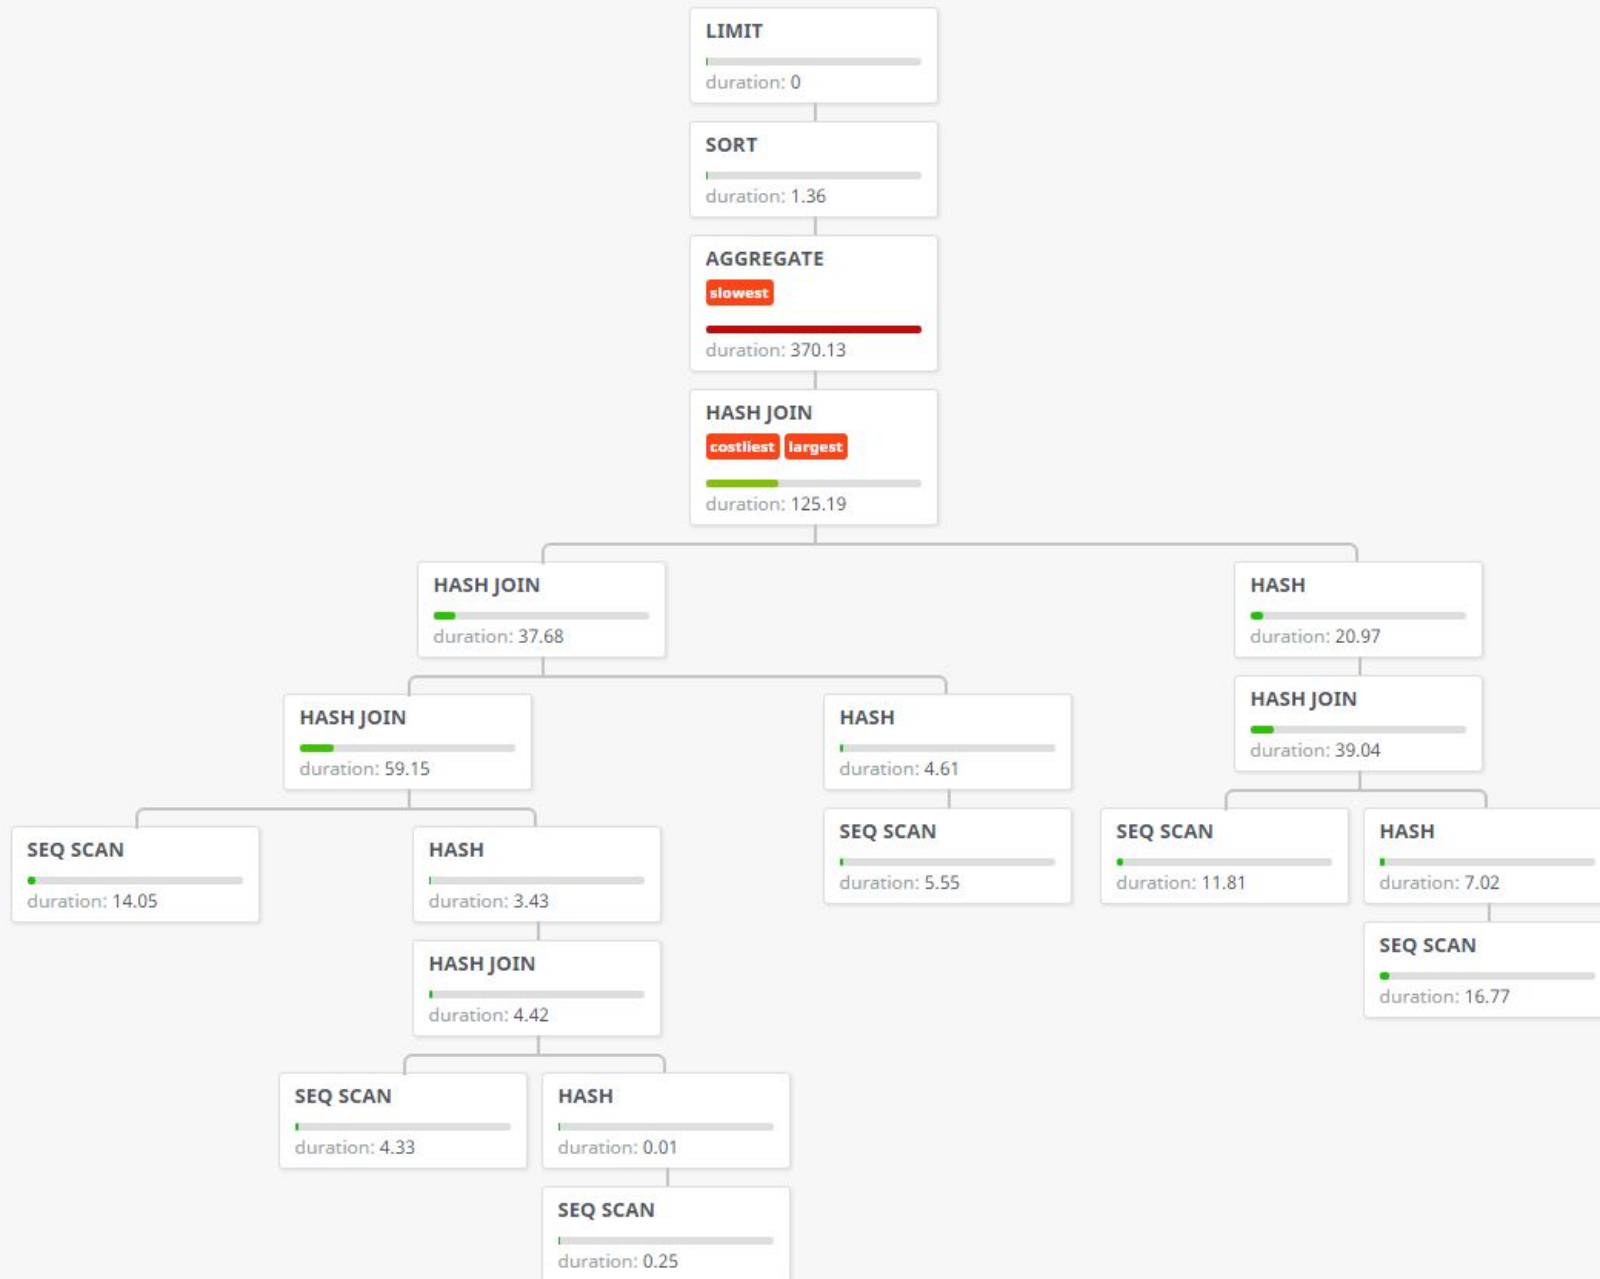 LIMIT
duration: 0
SORT
duration: 1.36
AGGREGATE
slowest
duration: 370.13
HASH JOIN
costliest largest
duration: 125.19
HASH JOIN
duration: 37.68
HASH
duration: 20.97
HASH JOIN
duration: 59.15
HASH
duration: 4.61
HASH JOIN
duration: 39.04
SEQ SCAN
duration: 14.05
HASH
duration: 3.43
SEQ SCAN
duration: 5.55
SEQ SCAN
duration: 11.81
HASH
duration: 7.02
HASH JOIN
duration: 4.42
SEQ SCAN
duration: 16.77
SEQ SCAN
duration: 4.33
HASH
duration: 0.01
SEQ SCAN
duration: 0.25